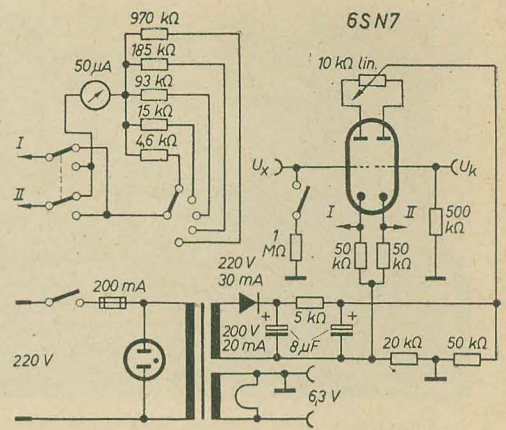 970 kΩ
6SN7
185 kΩ
10 kΩ lin.
50 μA
93 kΩ
15 kΩ
4,6 kΩ
I
II
Ux
Uk
I
II
1 MΩ
50 kΩ
50 kΩ
500 kΩ
220 V
30 mA
200 mA
+
5 kΩ
+
200 V
20 mA
8 μF
20 kΩ
50 kΩ
220 V
6,3 V